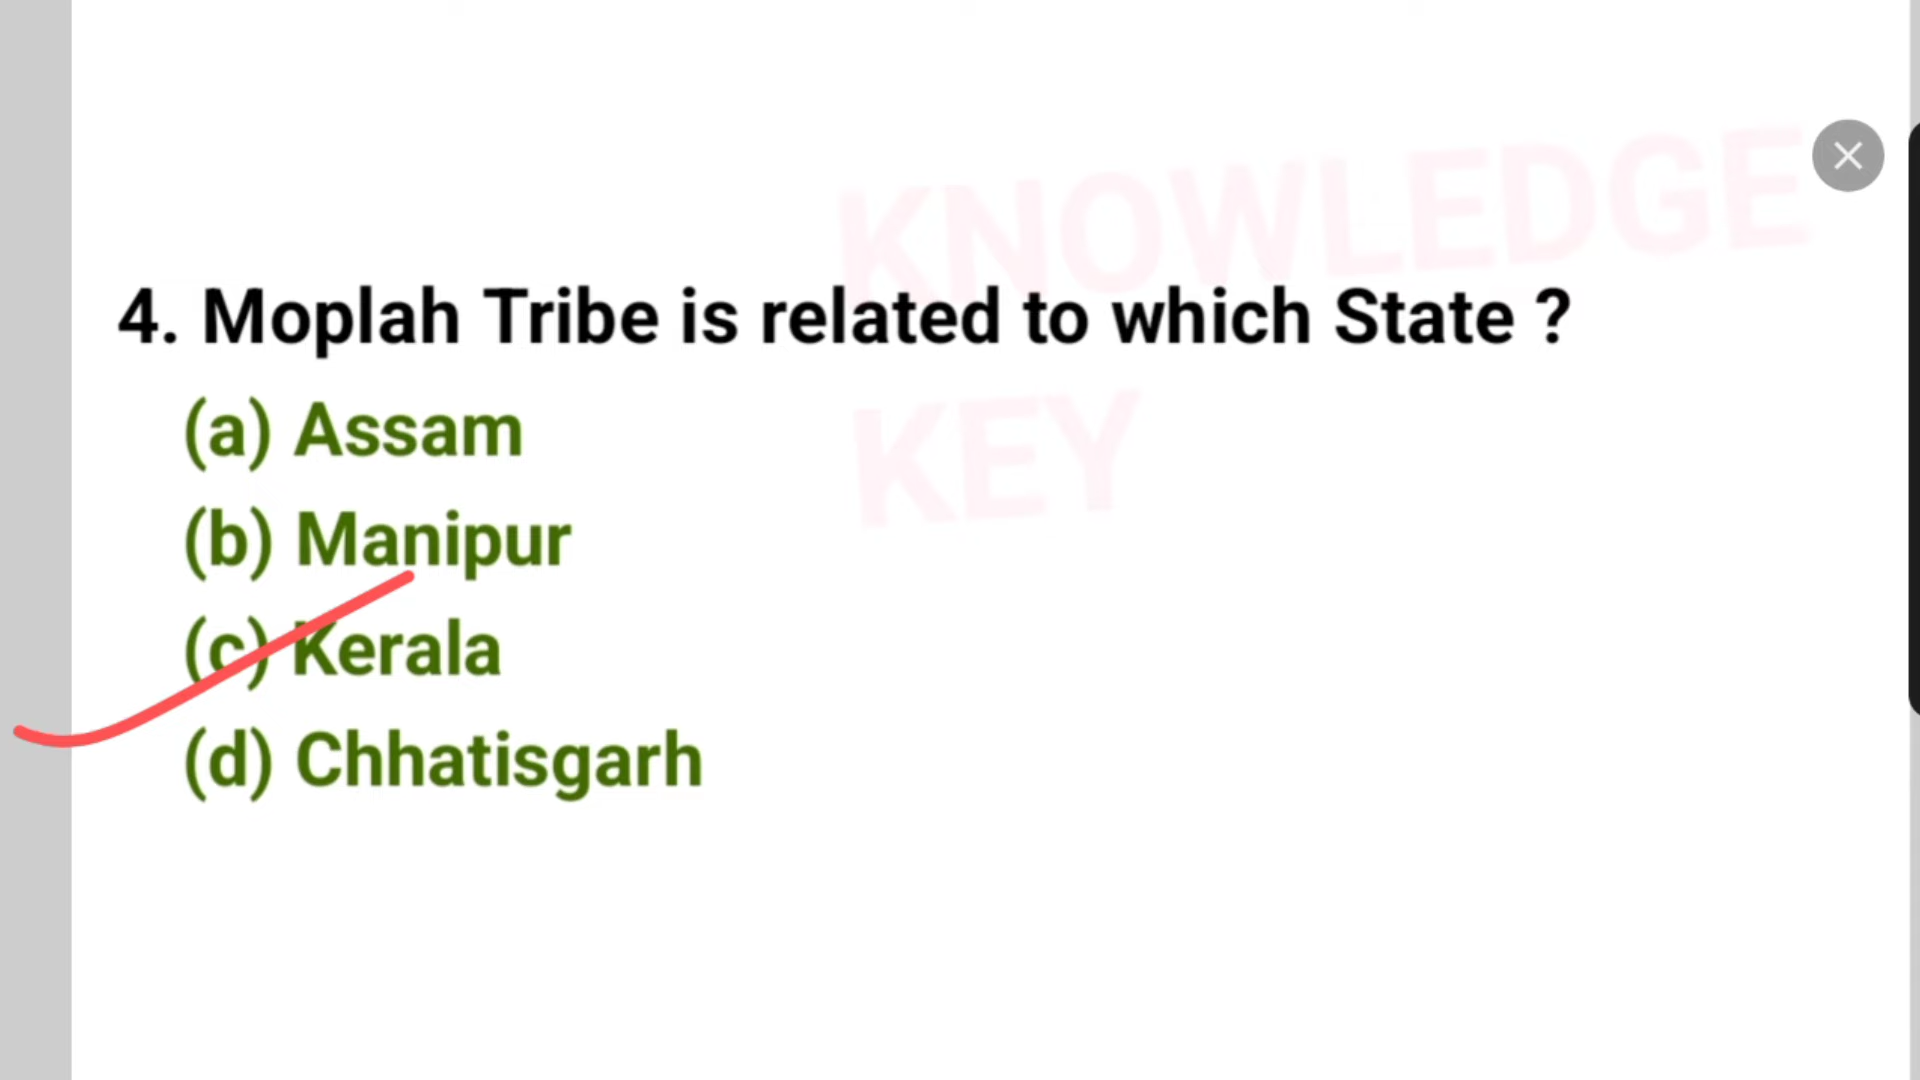 KNOWLEDGE
4. Moplah Tribe is related to which State ?
KEY
(a) Assam
(b) Manipur
(c) Kerala
(d) Chhatisgarh